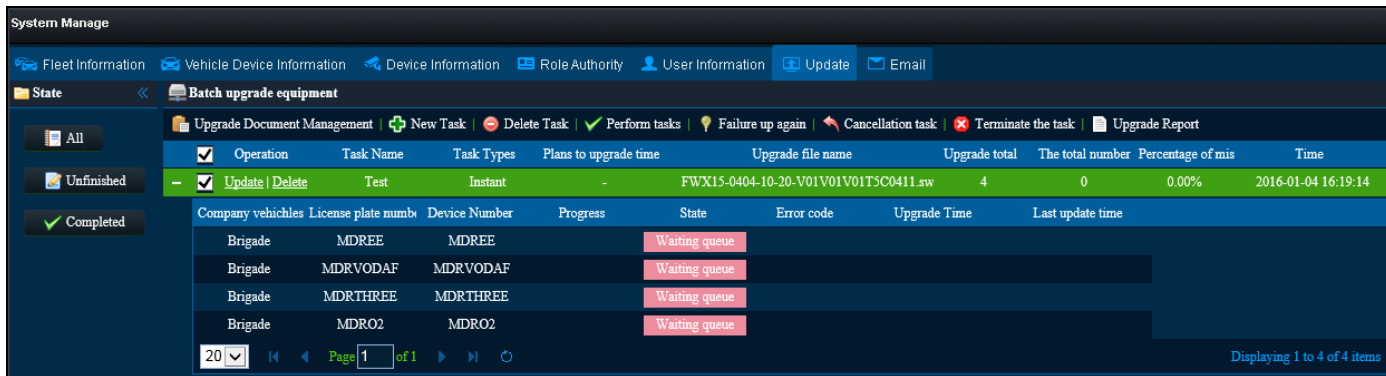 System Manage
Fleet Information Vehicle Device Information Device Information Role Authority User Information Update Email
State Batch upgrade equipment
Upgrade Document Management | New Task | Delete Task | Perform tasks | Failure up again | Cancellation task | Terminate the task | Upgrade Report
All
Operation Task Name Task Types Plans to upgrade time Upgrade file name Upgrade total The total number Percentage of mis Time
Unfinished
Update | Delete Test Instant - FWX15-0404-10-20-V01V01V01T5C0411.sw 4 0 0.00% 2016-01-04 16:19:14
Completed
Company vehichles License plate numbe Device Number Progress State Error code Upgrade Time Last update time
Brigade MDREE MDREE Waiting queue
Brigade MDRVODAF MDRVODAF Waiting queue
Brigade MDRTHREE MDRTHREE Waiting queue
Brigade MDRO2 MDRO2 Waiting queue
20 Page 1 of 1 Displaying 1 to 4 of 4 items